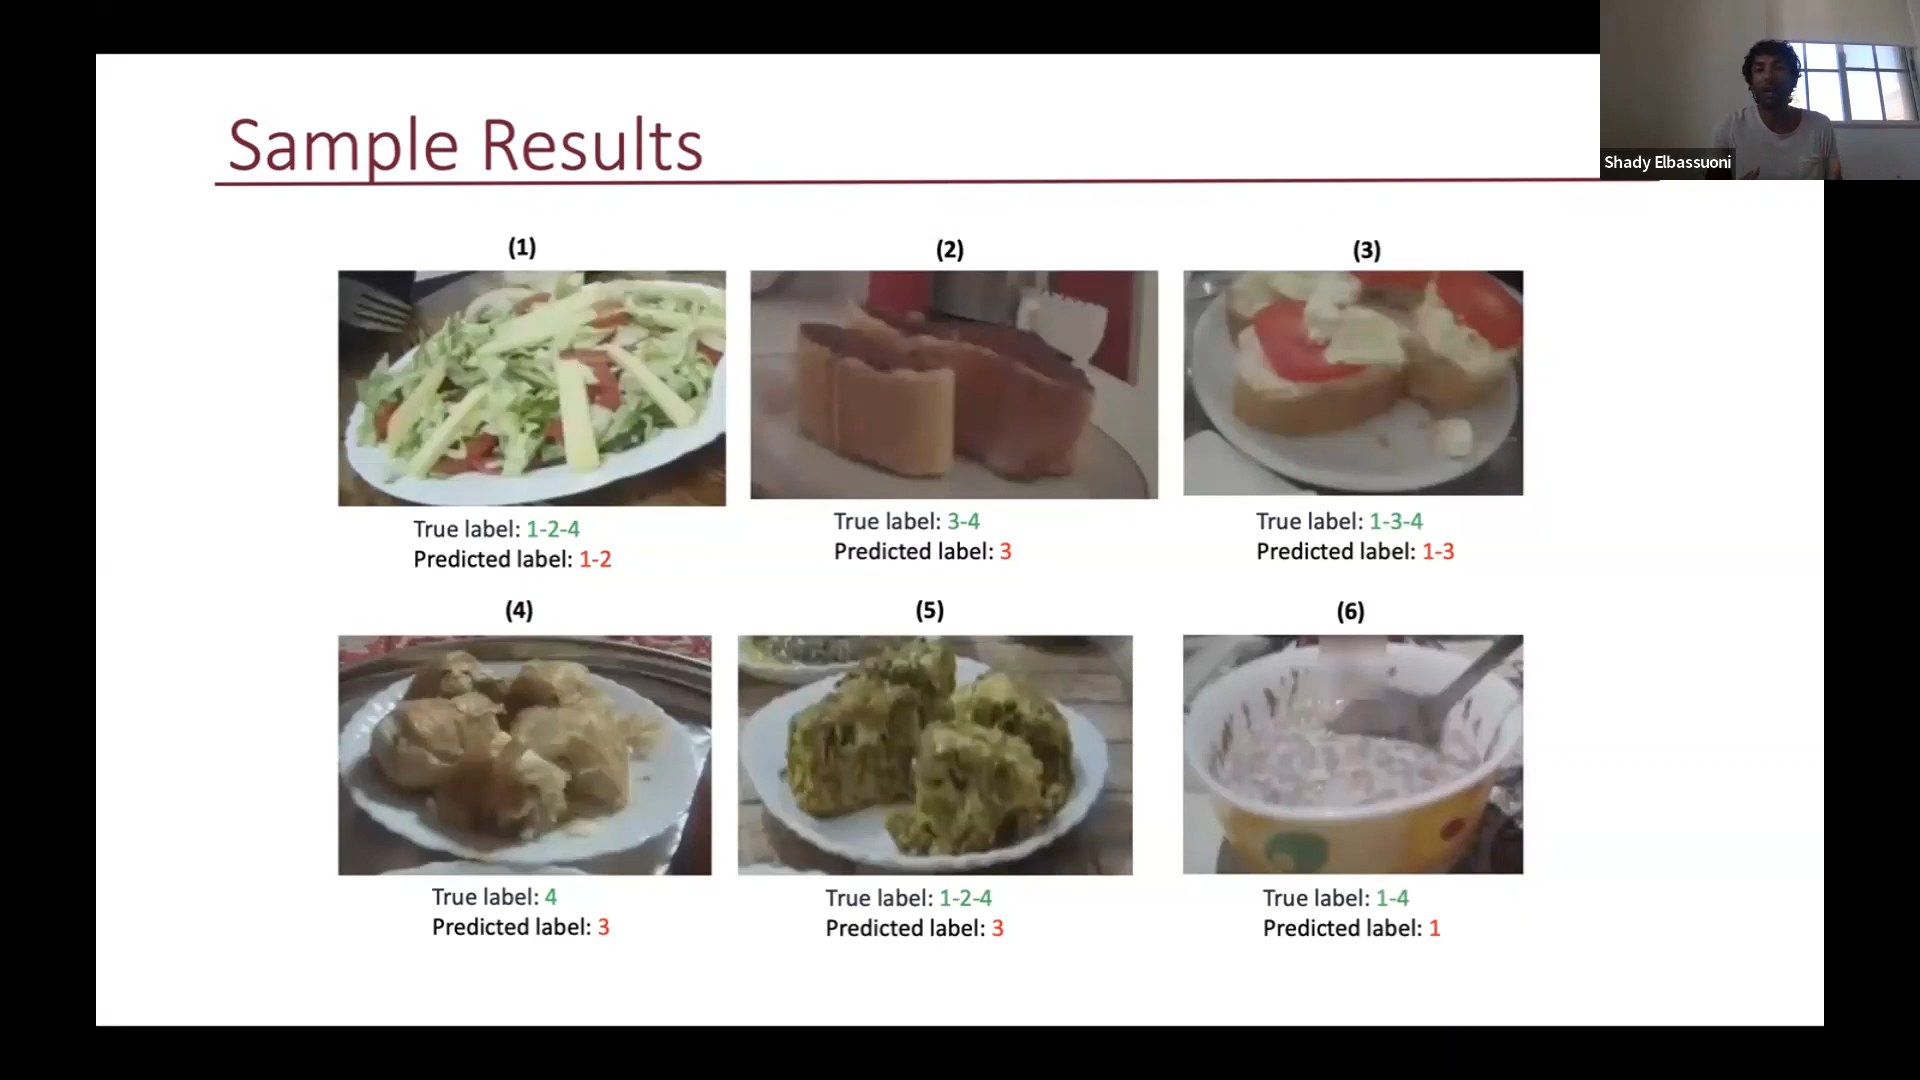 Sample Results
Shady Elbassuoni
(1)
(2)
(3)
True label: 1-2-4
Predicted label: 1-2
True label: 3-4
Predicted label: 3
True label: 1-3-4
Predicted label: 1-3
(4)
(5)
(6)
True label: 4
Predicted label: 3
True label: 1-2-4
Predicted label: 3
True label: 1-4
Predicted label: 1